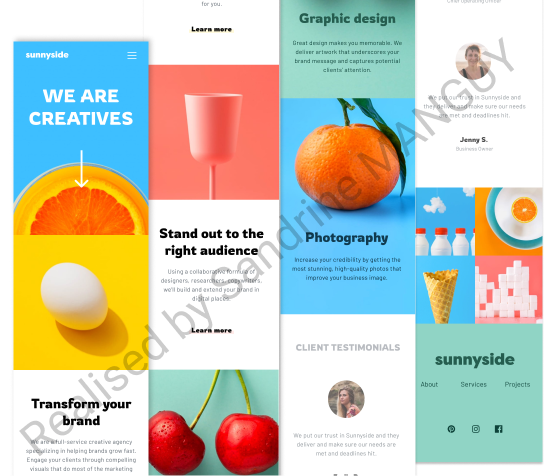 sunnyside
WE ARE
CREATIVES
Transform your
brand
We are a full-service creative agency
specializing in helping brands grow fast.
Engage your clients through compelling
visuals that do most of the marketing
for you.
Learn more
Stand out to the
right audience
Using a collaborative formula of
designers, researchers, copywriters,
we'll build and extend your brand in
digital places.
Learn more
Graphic design
Great design makes you memorable. We
deliver artwork that underscores your
brand message and captures potential
clients' attention.
Photography
Increase your credibility by getting the
most stunning, high-quality photos that
improve your business image.
CLIENT TESTIMONIALS
We put our trust in Sunnyside and they
deliver and make sure our needs are
met and deadlines hit.
Chief Operating Officer
We put our trust in Sunnyside and
they deliver and make sure our needs
are met and deadlines hit.
Jenny S.
Business Owner
sunnyside
About Services Projects
Realised by Sandrine MANGUY